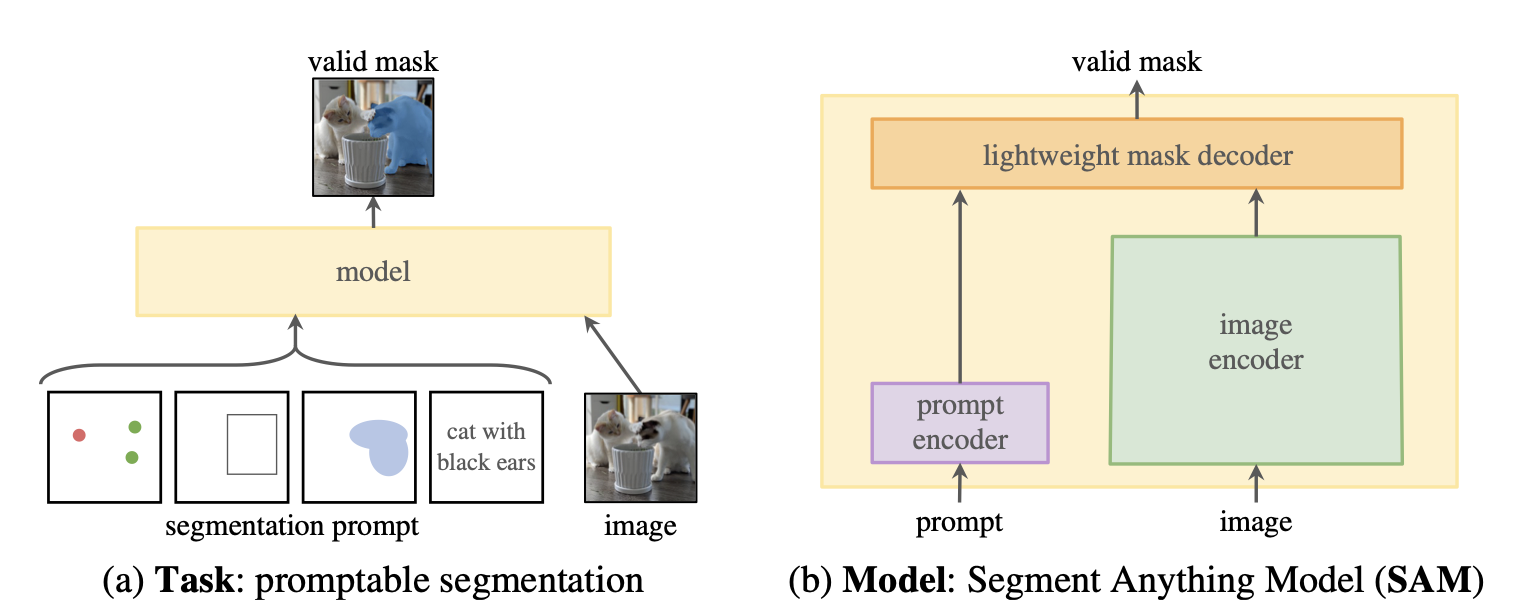 valid mask
model
cat with
black ears
segmentation prompt
image
(a) Task: promptable segmentation
valid mask
lightweight mask decoder
image
encoder
prompt
encoder
prompt
image
(b) Model: Segment Anything Model (SAM)